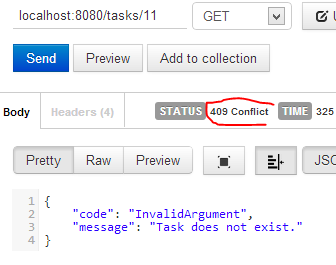 localhost:8080/tasks/11 GET U
Send Preview Add to collection
Body Headers (4) STATUS 409 Conflict TIME 325
Pretty Raw Preview JSO
1 {
2 "code": "InvalidArgument",
3 "message": "Task does not exist."
4 }